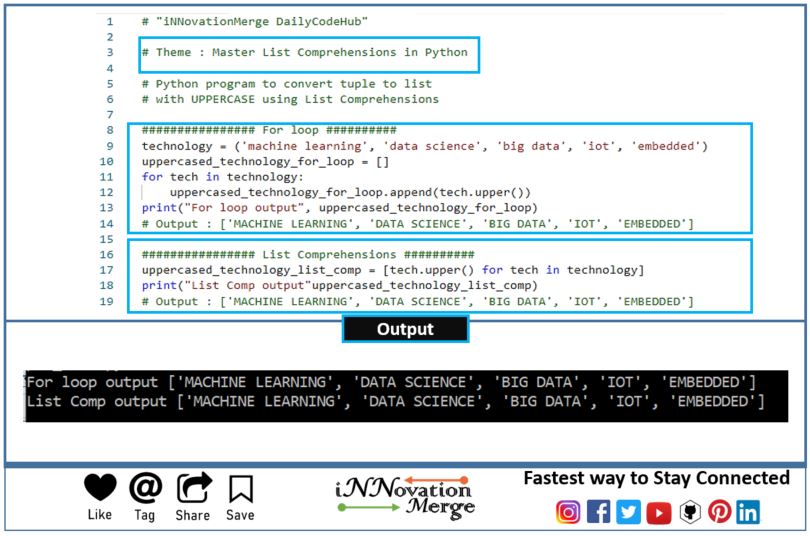 1 # "iNNovationMerge DailyCodeHub"
2
3 # Theme : Master List Comprehensions in Python
4
5 # Python program to convert tuple to list
6 # with UPPERCASE using List Comprehensions
7
8 ################ For loop ##########
9 technology = ('machine learning', 'data science', 'big data', 'iot', 'embedded')
10 uppercased_technology_for_loop = []
11 for tech in technology:
12 uppercased_technology_for_loop.append(tech.upper())
13 print("For loop output", uppercased_technology_for_loop)
14 # Output : ['MACHINE LEARNING', 'DATA SCIENCE', 'BIG DATA', 'IOT', 'EMBEDDED']
15
16 ################ List Comprehensions ##########
17 uppercased_technology_list_comp = [tech.upper() for tech in technology]
18 print("List Comp output"uppercased_technology_list_comp)
19 # Output : ['MACHINE LEARNING', 'DATA SCIENCE', 'BIG DATA', 'IOT', 'EMBEDDED']
Output
For loop output ['MACHINE LEARNING', 'DATA SCIENCE', 'BIG DATA', 'IOT', 'EMBEDDED']
List Comp output ['MACHINE LEARNING', 'DATA SCIENCE', 'BIG DATA', 'IOT', 'EMBEDDED']
Like Tag Share Save
iNNovation
Merge
Fastest way to Stay Connected